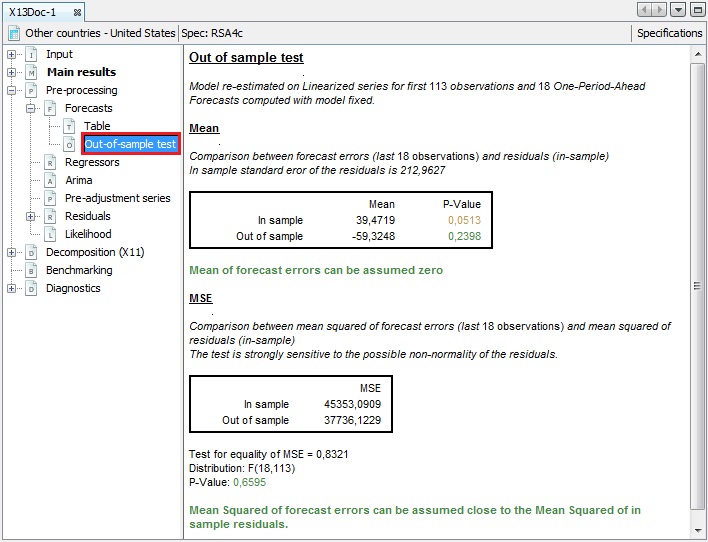 X13Doc-1
Other countries - United States Spec: RSA4c Specifications
I Input
M Main results
P Pre-processing
F Forecasts
T Table
O Out-of-sample test
R Regressors
A Arima
P Pre-adjustment series
R Residuals
L Likelihood
D Decomposition (X11)
B Benchmarking
D Diagnostics
Out of sample test
.
Model re-estimated on Linearized series for first 113 observations and 18 One-Period-Ahead
Forecasts computed with model fixed.
Mean
.
Comparison between forecast errors (last 18 observations) and residuals (in-sample)
In sample standard eror of the residuals is 212,9627
Mean P-Value
In sample 39,4719 0,0513
Out of sample -59,3248 0,2398
Mean of forecast errors can be assumed zero
MSE
.
Comparison between mean squared of forecast errors (last 18 observations) and mean squared of
residuals (in-sample)
The test is strongly sensitive to the possible non-normality of the residuals.
MSE
In sample 45353,0909
Out of sample 37736,1229
Test for equality of MSE = 0,8321
Distribution: F(18,113)
P-Value: 0,6595
Mean Squared of forecast errors can be assumed close to the Mean Squared of in
sample residuals.